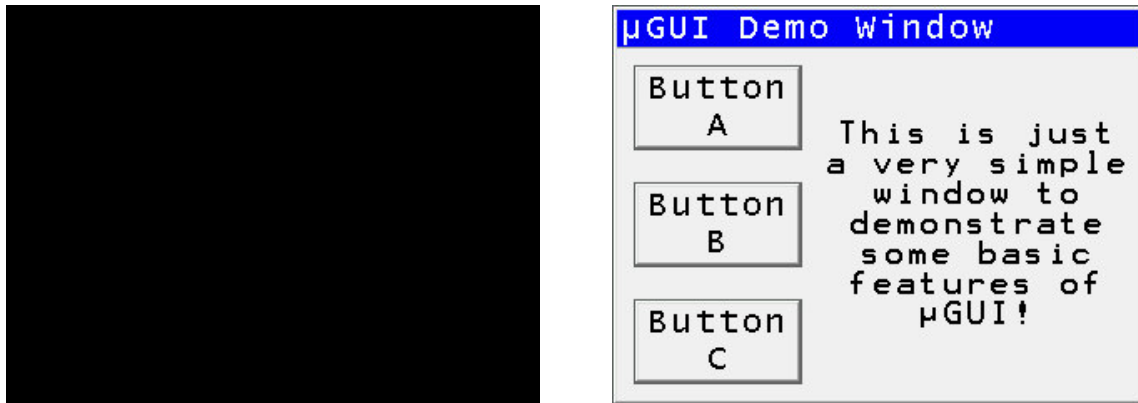 µGUI Demo Window
Button
A
Button
B
Button
C
This is just
a very simple
window to
demonstrate
some basic
features of
µGUI!